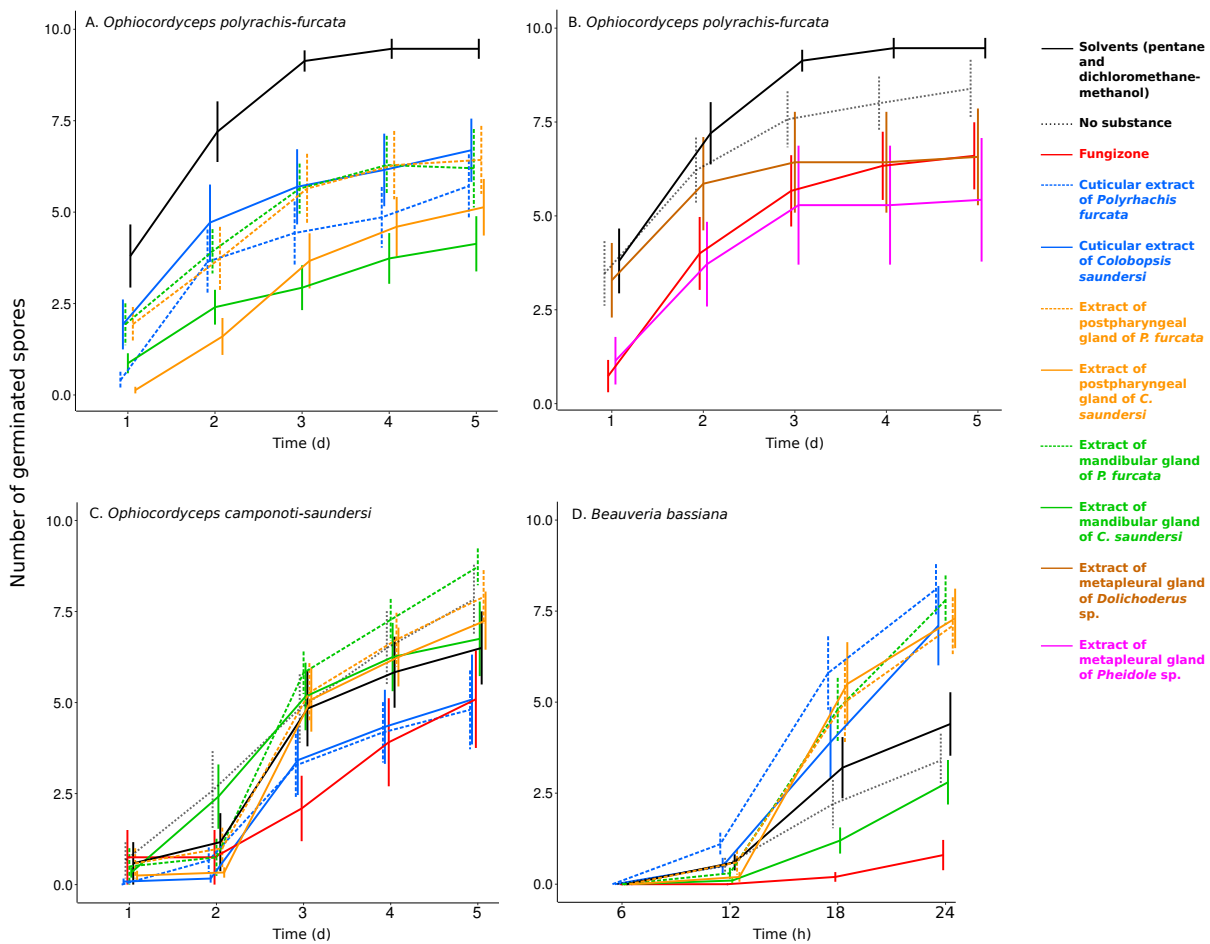 A. Ophiocordyceps polyrachis-furcata
10.0
7.5
5.0
2.5
0.0
1 2 3 4 5
Time (d)
B. Ophiocordyceps polyrachis-furcata
10.0
7.5
5.0
2.5
0.0
1 2 3 4 5
Time (d)
Number of germinated spores
C. Ophiocordyceps camponoti-saundersi
10.0
7.5
5.0
2.5
0.0
1 2 3 4 5
Time (d)
D. Beauveria bassiana
10.0
7.5
5.0
2.5
0.0
6 12 18 24
Time (h)
Solvents (pentane
and
dichloromethane-
methanol)
No substance
Fungizone
Cuticular extract
of Polyrhachis
furcata
Cuticular extract
of Colobopsis
saundersi
Extract of
postpharyngeal
gland of P. furcata
Extract of
postpharyngeal
gland of C.
saundersi
Extract of
mandibular gland
of P. furcata
Extract of
mandibular gland
of C. saundersi
Extract of
metapleural gland
of Dolichoderus
sp.
Extract of
metapleural gland
of Pheidole sp.